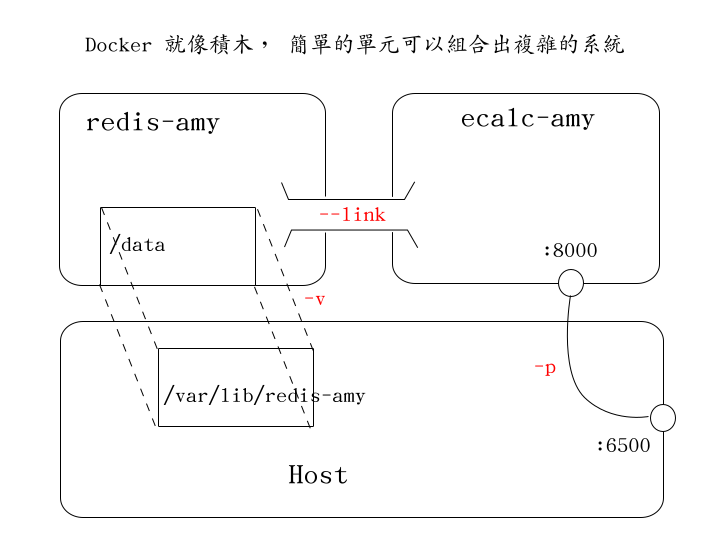 Docker 就像積木， 簡單的單元可以組合出複雜的系統
redis-amy
ecalc-amy
--link
/data
:8000
-v
-p
/var/lib/redis-amy
:6500
Host